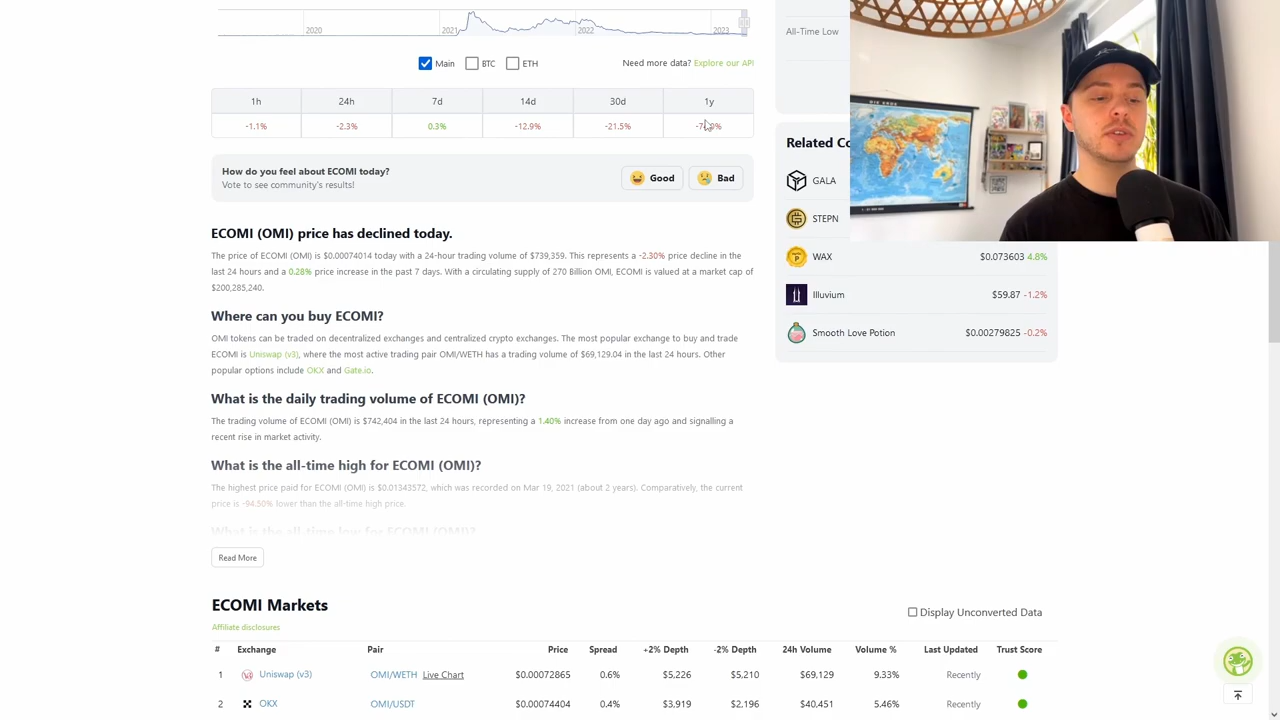 2020
2021
2022
2023
Main
BTC
ETH
Need more data? Explore our API
All-Time Low
1h
24h
7d
14d
30d
1y
-1.1%
-2.3%
0.3%
-12.9%
-21.5%
How do you feel about ECOMI today?
Vote to see community's results!
Good
Bad
Related Co
GALA
STEPN
WAX
$0.073603 4.8%
Illuvium
$59.87 -1.2%
Smooth Love Potion
$0.00279825 -0.2%
DIE ERDE
ECOMI (OMI) price has declined today.
The price of ECOMI (OMI) is $0.00074014 today with a 24-hour trading volume of $739,359. This represents a -2.30% price decline in the
last 24 hours and a 0.28% price increase in the past 7 days. With a circulating supply of 270 Billion OMI, ECOMI is valued at a market cap of
$200,285,240.
Where can you buy ECOMI?
OMI tokens can be traded on decentralized exchanges and centralized crypto exchanges. The most popular exchange to buy and trade
ECOMI is Uniswap (v3), where the most active trading pair OMI/WETH has a trading volume of $69,129.04 in the last 24 hours. Other
popular options include OKX and Gate.io.
What is the daily trading volume of ECOMI (OMI)?
The trading volume of ECOMI (OMI) is $742,404 in the last 24 hours, representing a 1.40% increase from one day ago and signalling a
recent rise in market activity.
What is the all-time high for ECOMI (OMI)?
The highest price paid for ECOMI (OMI) is $0.01343572, which was recorded on Mar 19, 2021 (about 2 years). Comparatively, the current
price is -94.50% lower than the all-time high price.
What is the all-time low for ECOMI (OMI)?
Read More
ECOMI Markets
Display Unconverted Data
Affiliate disclosures
#
Exchange
Pair
Price
Spread
+2% Depth
-2% Depth
24h Volume
Volume %
Last Updated
Trust Score
1
Uniswap (v3)
OMI/WETH Live Chart
$0.00072865
0.6%
$5,226
$5,210
$69,129
9.33%
Recently
2
OKX
OMI/USDT
$0.00074404
0.4%
$3,919
$2,196
$40,451
5.46%
Recently